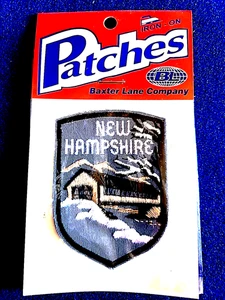 IRON - ON
Patches
BL
Baxter Lane Company
NEW
HAMPSHIRE